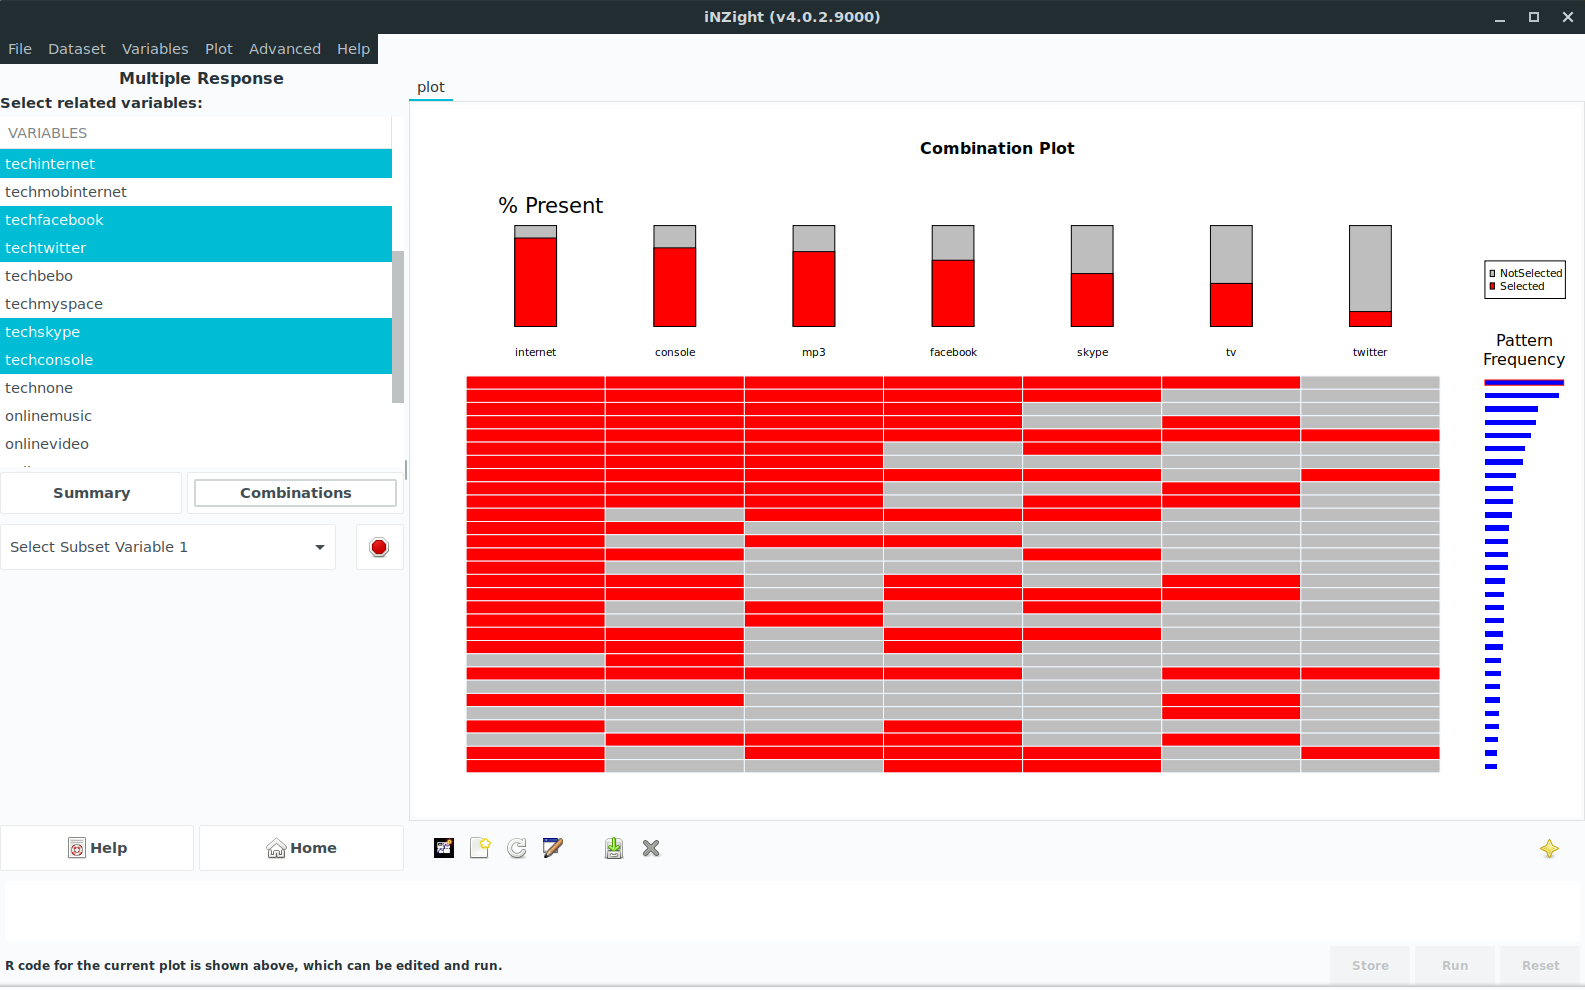 iNZight (v4.0.2.9000)
File Dataset Variables Plot Advanced Help
Multiple Response
Select related variables:
VARIABLES
techinternet
techmobinternet
techfacebook
techtwitter
techbebo
techmyspace
techskype
techconsole
technone
onlinemusic
onlinevideo
Summary Combinations
Select Subset Variable 1
Help Home
plot
Combination Plot
% Present
internet console mp3 facebook skype tv twitter
NotSelected
Selected
Pattern
Frequency
R code for the current plot is shown above, which can be edited and run.
Store Run Reset